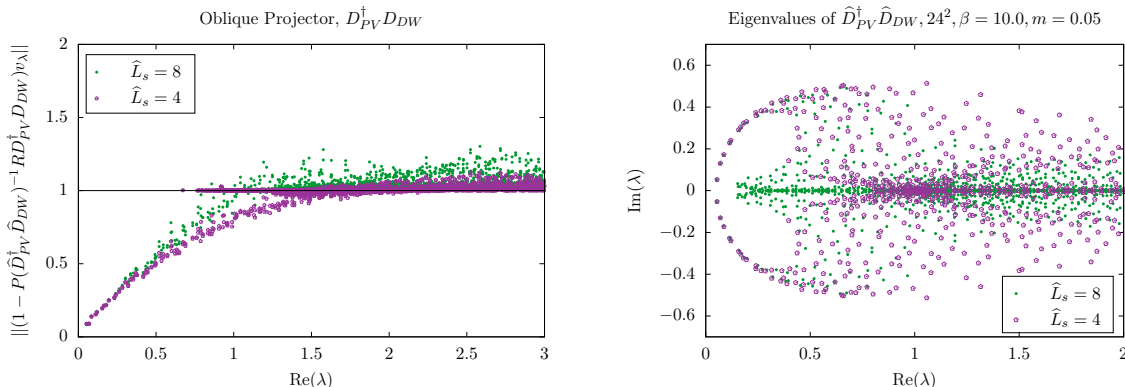 Oblique Projector, $D_{PV}^{\dagger} D_{DW}$
$||(1 - P(\widehat{D}_{PV}^{\dagger} \widehat{D}_{DW})^{-1} R D_{PV}^{\dagger} D_{DW}) v_{\lambda}||$
2
1.5
1
0.5
0
$\widehat{L}_s = 8$
$\widehat{L}_s = 4$
0 0.5 1 1.5 2 2.5 3
Re(λ)
Eigenvalues of $\widehat{D}_{PV}^{\dagger} \widehat{D}_{DW}, 24^2, \beta = 10.0, m = 0.05$
Im(λ)
0.6
0.4
0.2
0
−0.2
−0.4
−0.6
$\widehat{L}_s = 8$
$\widehat{L}_s = 4$
0 0.5 1 1.5 2
Re(λ)